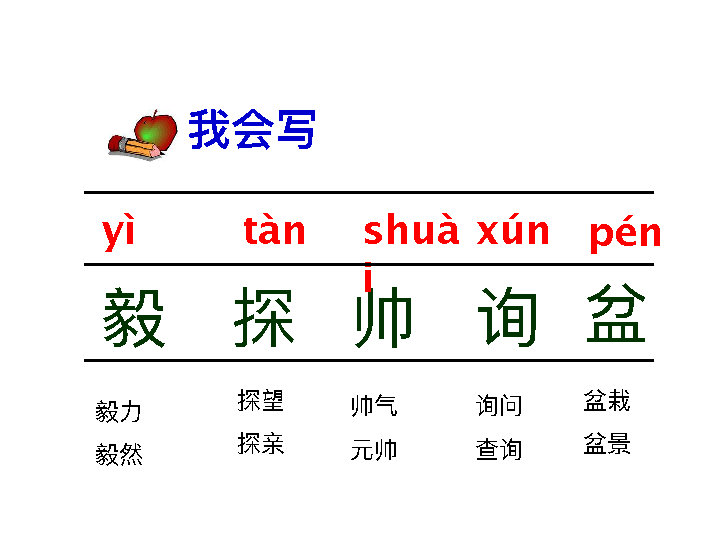 我会写
yì tàn shuài xún pén
毅 探 帅 询 盆
毅力 探望 帅气 询问 盆栽
毅然 探亲 元帅 查询 盆景